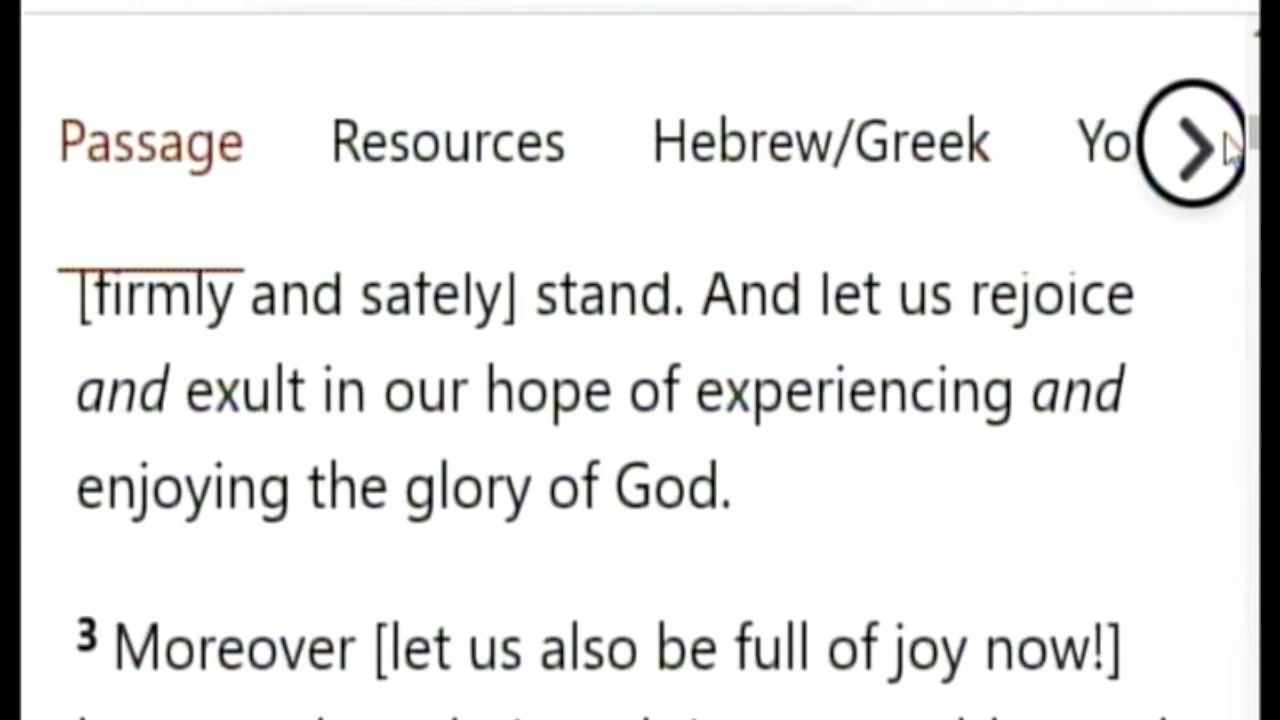 Passage Resources Hebrew/Greek Yo
[firmly and safely] stand. And let us rejoice
and exult in our hope of experiencing and
enjoying the glory of God.
3 Moreover [let us also be full of joy now!]